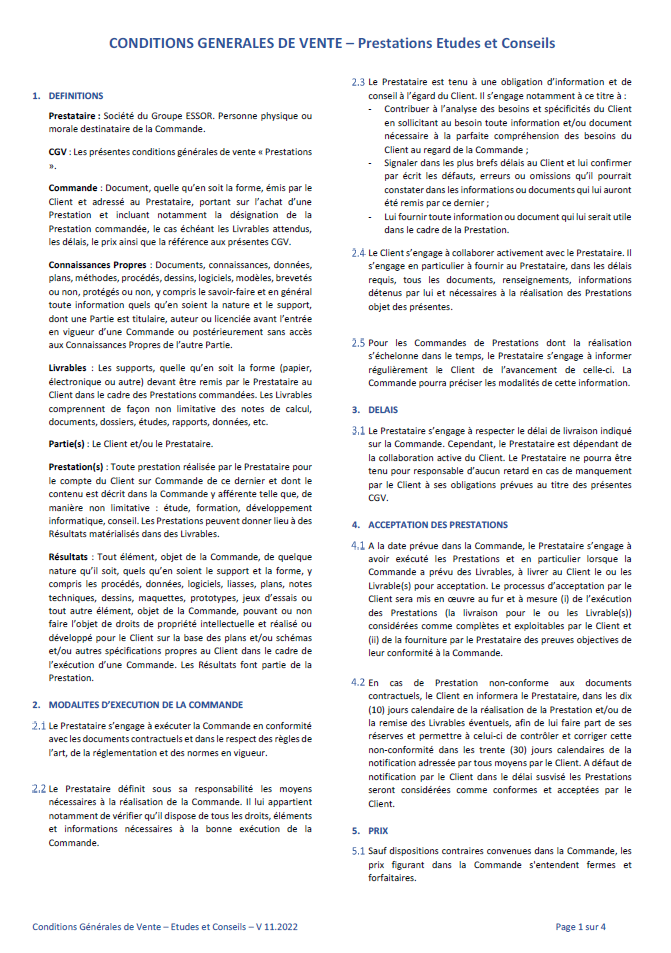 CONDITIONS GENERALES DE VENTE – Prestations Etudes et Conseils
1. DEFINITIONS
Prestataire : Société du Groupe ESSOR. Personne physique ou
morale destinataire de la Commande.
CGV : Les présentes conditions générales de vente « Prestations
».
Commande : Document, quelle qu'en soit la forme, émis par le
Client et adressé au Prestataire, portant sur l'achat d'une
Prestation et incluant notamment la désignation de la
Prestation commandée, le cas échéant les Livrables attendus,
les délais, le prix ainsi que la référence aux présentes CGV.
Connaissances Propres : Documents, connaissances, données,
plans, méthodes, procédés, dessins, logiciels, modèles, brevetés
ou non, protégés ou non, y compris le savoir-faire et en général
toute information quels qu'en soient la nature et le support,
dont une Partie est titulaire, auteur ou licenciée avant l'entrée
en vigueur d'une Commande ou postérieurement sans accès
aux Connaissances Propres de l'autre Partie.
Livrables : Les supports, quelle qu'en soit la forme (papier,
électronique ou autre) devant être remis par le Prestataire au
Client dans le cadre des Prestations commandées. Les Livrables
comprennent de façon non limitative des notes de calcul,
documents, dossiers, études, rapports, données, etc.
Partie(s) : Le Client et/ou le Prestataire.
Prestation(s) : Toute prestation réalisée par le Prestataire pour
le compte du Client sur Commande de ce dernier et dont le
contenu est décrit dans la Commande y afférente telle que, de
manière non limitative : étude, formation, développement
informatique, conseil. Les Prestations peuvent donner lieu à des
Résultats matérialisés dans des Livrables.
Résultats : Tout élément, objet de la Commande, de quelque
nature qu'il soit, quels qu'en soient le support et la forme, y
compris les procédés, données, logiciels, liasses, plans, notes
techniques, dessins, maquettes, prototypes, jeux d'essais ou
tout autre élément, objet de la Commande, pouvant ou non
faire l'objet de droits de propriété intellectuelle et réalisé ou
développé pour le Client sur la base des plans et/ou schémas
et/ou autres spécifications propres au Client dans le cadre de
l'exécution d'une Commande. Les Résultats font partie de la
Prestation.
2. MODALITES D'EXECUTION DE LA COMMANDE
2.1 Le Prestataire s'engage à exécuter la Commande en conformité
avec les documents contractuels et dans le respect des règles de
l'art, de la réglementation et des normes en vigueur.
2.2 Le Prestataire définit sous sa responsabilité les moyens
nécessaires à la réalisation de la Commande. Il lui appartient
notamment de vérifier qu'il dispose de tous les droits, éléments
et informations nécessaires à la bonne exécution de la
Commande.
2.3 Le Prestataire est tenu à une obligation d'information et de
conseil à l'égard du Client. Il s'engage notamment à ce titre à :
- Contribuer à l'analyse des besoins et spécificités du Client
en sollicitant au besoin toute information et/ou document
nécessaire à la parfaite compréhension des besoins du
Client au regard de la Commande ;
- Signaler dans les plus brefs délais au Client et lui confirmer
par écrit les défauts, erreurs ou omissions qu'il pourrait
constater dans les informations ou documents qui lui auront
été remis par ce dernier ;
- Lui fournir toute information ou document qui lui serait utile
dans le cadre de la Prestation.
2.4 Le Client s'engage à collaborer activement avec le Prestataire. Il
s'engage en particulier à fournir au Prestataire, dans les délais
requis, tous les documents, renseignements, informations
détenus par lui et nécessaires à la réalisation des Prestations
objet des présentes.
2.5 Pour les Commandes de Prestations dont la réalisation
s'échelonne dans le temps, le Prestataire s'engage à informer
régulièrement le Client de l'avancement de celle-ci. La
Commande pourra préciser les modalités de cette information.
3. DELAIS
3.1 Le Prestataire s'engage à respecter le délai de livraison indiqué
sur la Commande. Cependant, le Prestataire est dépendant de
la collaboration active du Client. Le Prestataire ne pourra être
tenu pour responsable d'aucun retard en cas de manquement
par le Client à ses obligations prévues au titre des présentes
CGV.
4. ACCEPTATION DES PRESTATIONS
4.1 A la date prévue dans la Commande, le Prestataire s'engage à
avoir exécuté les Prestations et en particulier lorsque la
Commande a prévu des Livrables, à livrer au Client le ou les
Livrable(s) pour acceptation. Le processus d'acceptation par le
Client sera mis en œuvre au fur et à mesure (i) de l'exécution
des Prestations (la livraison pour le ou les Livrable(s))
considérées comme complètes et exploitables par le Client et
(ii) de la fourniture par le Prestataire des preuves objectives de
leur conformité à la Commande.
4.2 En cas de Prestation non-conforme aux documents
contractuels, le Client en informera le Prestataire, dans les dix
(10) jours calendaire de la réalisation de la Prestation et/ou de
la remise des Livrables éventuels, afin de lui faire part de ses
réserves et permettre à celui-ci de contrôler et corriger cette
non-conformité dans les trente (30) jours calendaires de la
notification adressée par tous moyens par le Client. A défaut de
notification par le Client dans le délai susvisé les Prestations
seront considérées comme conformes et acceptées par le
Client.
5. PRIX
5.1 Sauf dispositions contraires convenues dans la Commande, les
prix figurant dans la Commande s'entendent fermes et
forfaitaires.
Conditions Générales de Vente – Etudes et Conseils – V 11.2022
Page 1 sur 4